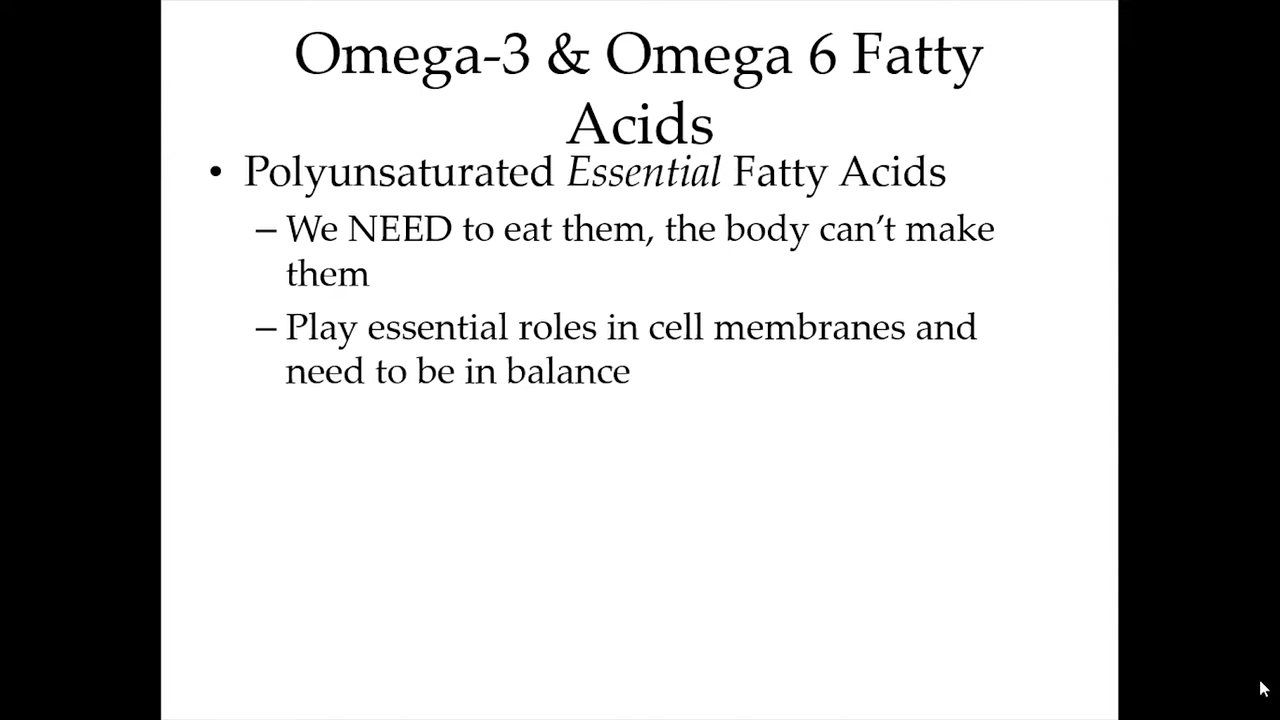 Omega-3 & Omega 6 Fatty
Acids
• Polyunsaturated Essential Fatty Acids
– We NEED to eat them, the body can’t make
them
– Play essential roles in cell membranes and
need to be in balance